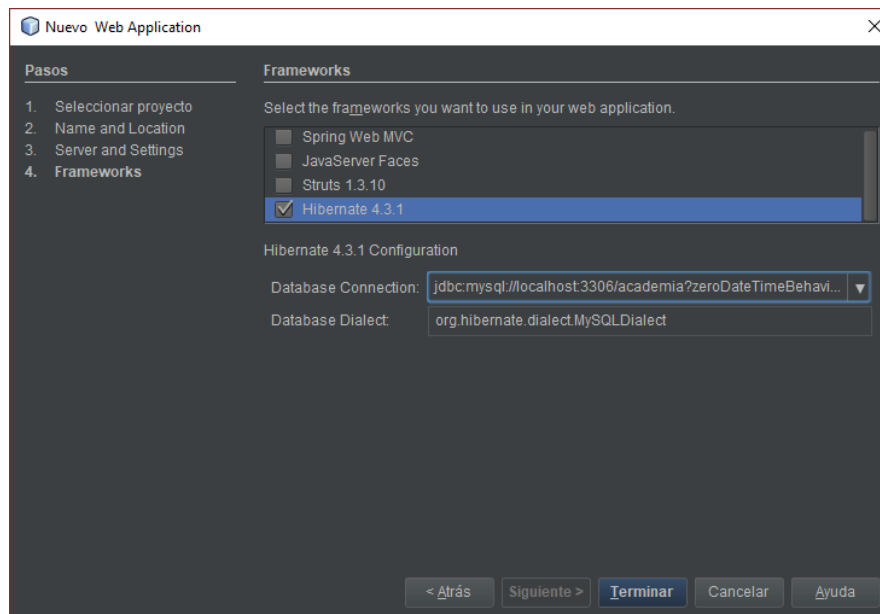 Nuevo Web Application
Pasos
1. Seleccionar proyecto
2. Name and Location
3. Server and Settings
4. Frameworks
Frameworks
Select the frameworks you want to use in your web application.
Spring Web MVC
JavaServer Faces
Struts 1.3.10
Hibernate 4.3.1
Hibernate 4.3.1 Configuration
Database Connection: jdbc:mysql://localhost:3306/academia?zeroDateTimeBehavi...
Database Dialect: org.hibernate.dialect.MySQLDialect
< Atrás Siguiente > Terminar Cancelar Ayuda